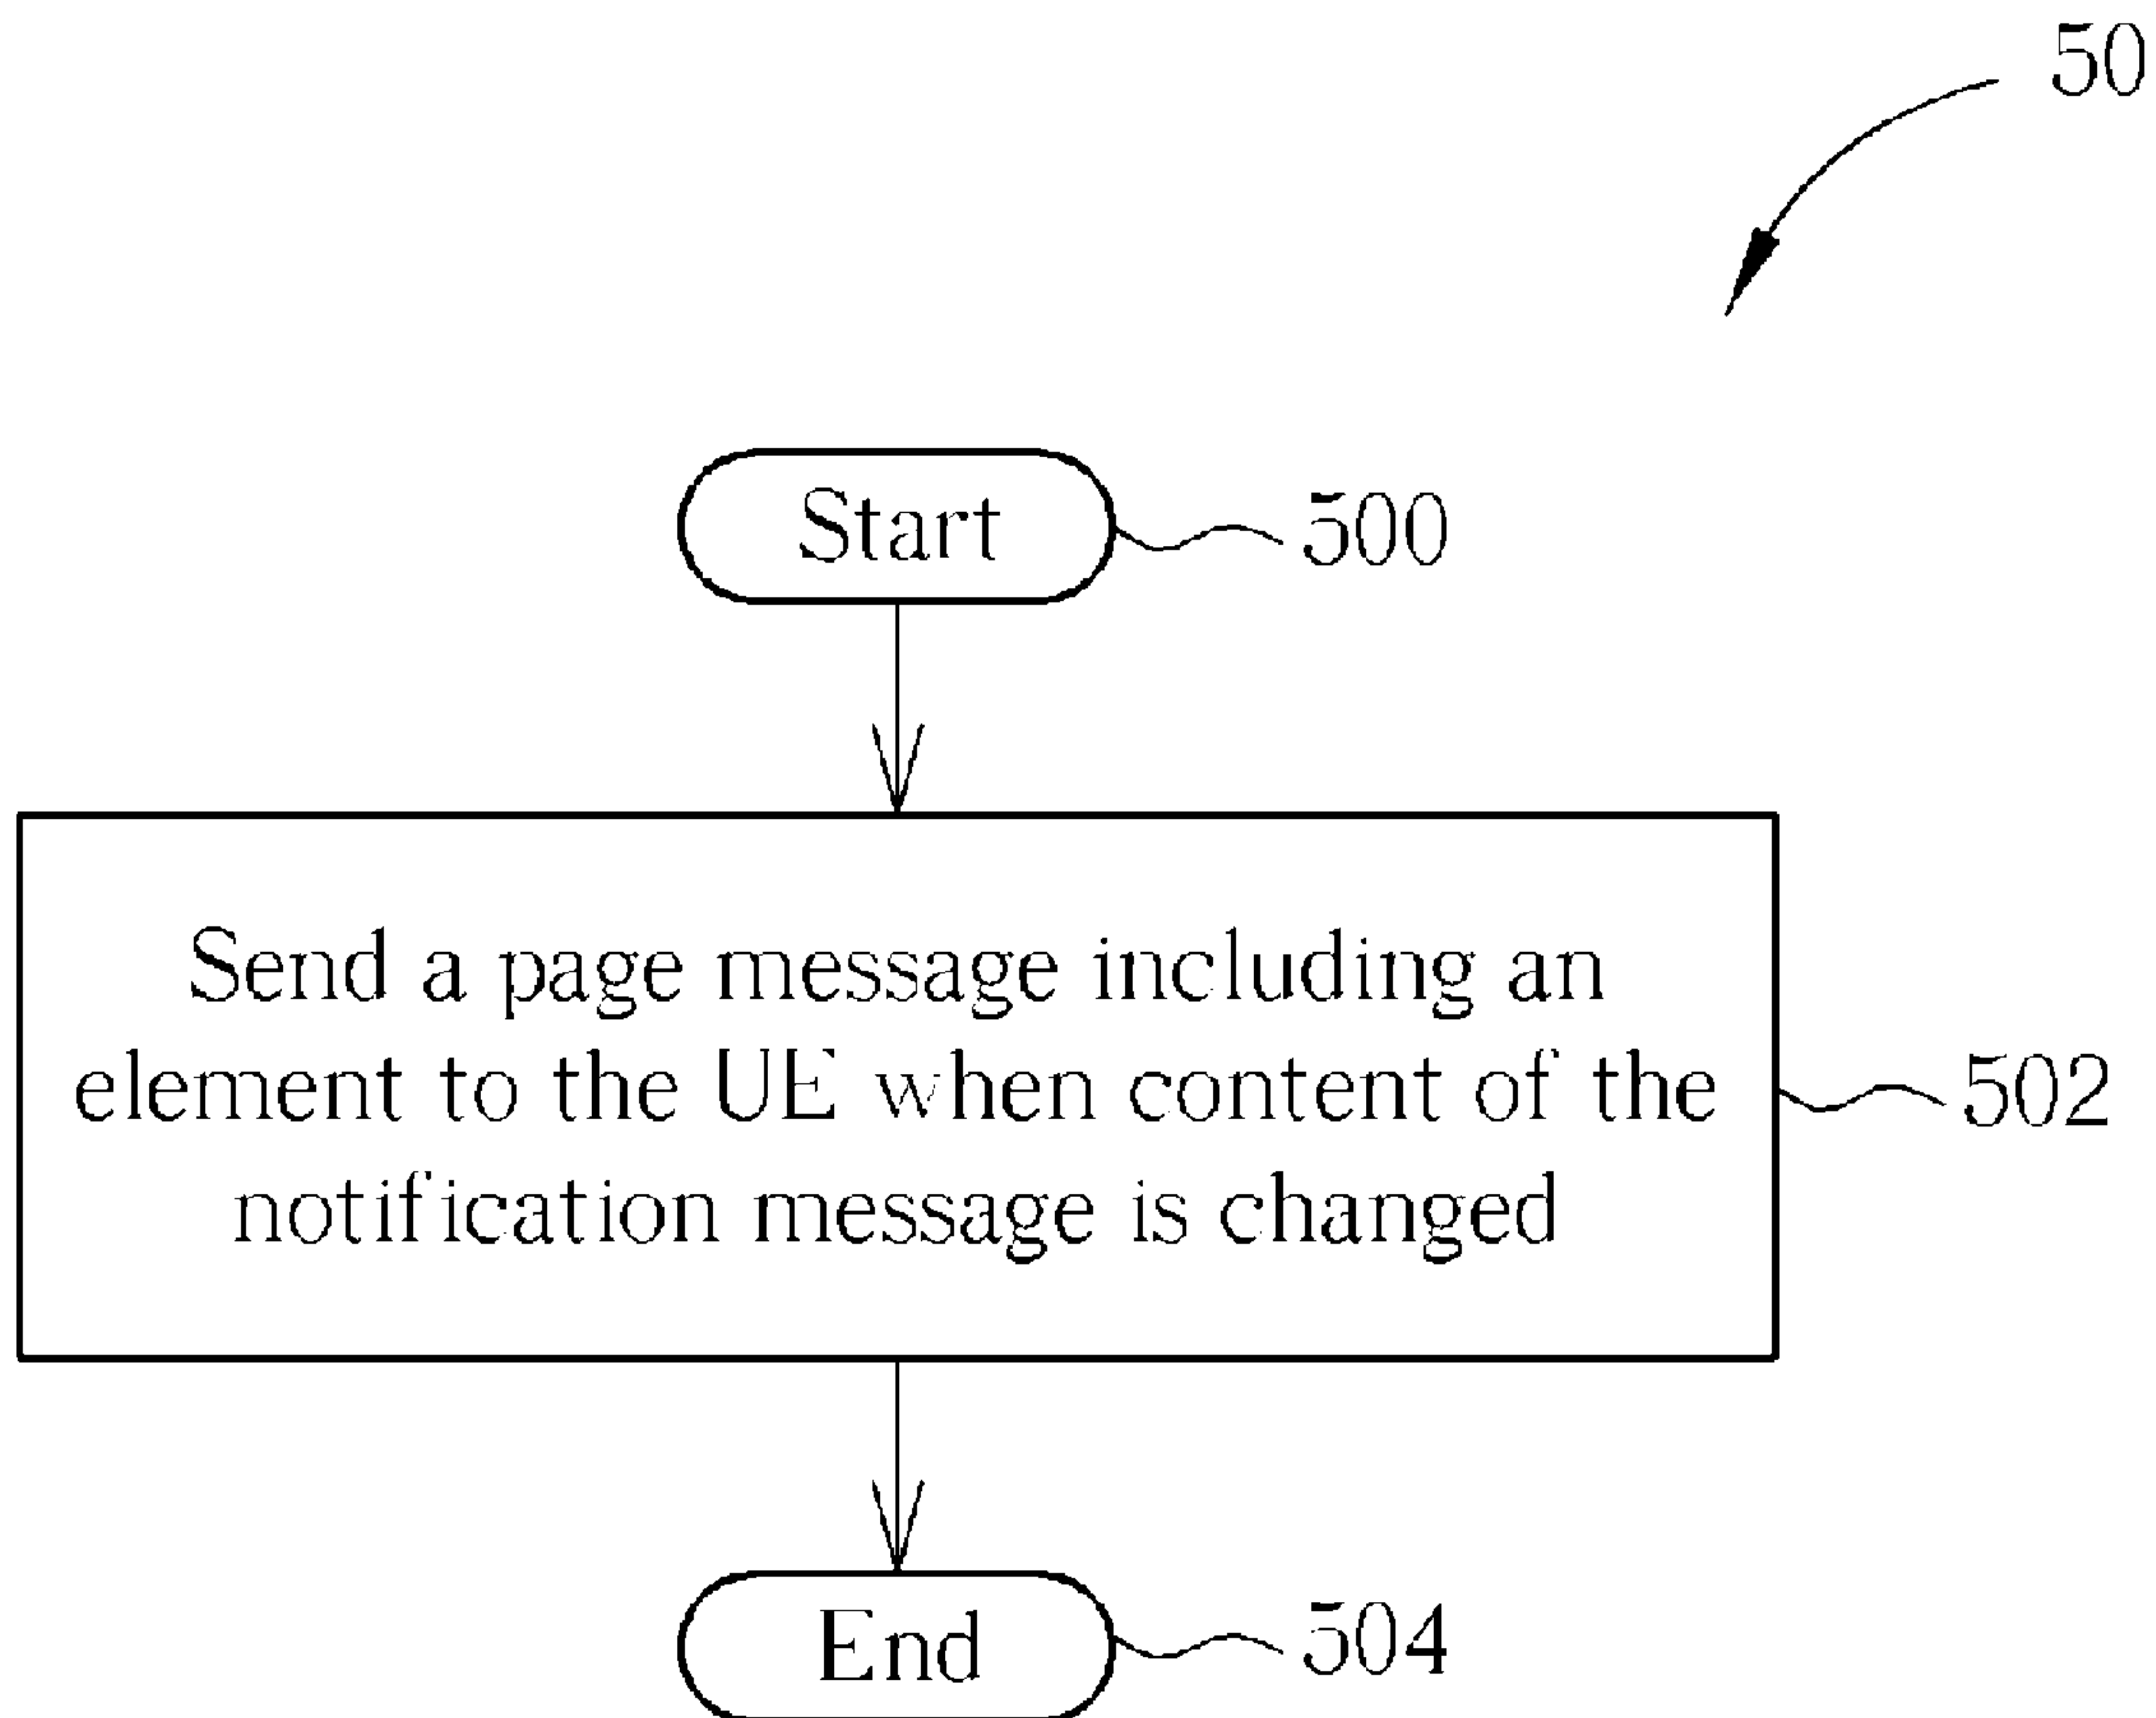 50
Start
500
Send a page message including an
element to the UE when content of the
notification message is changed
502
End
504